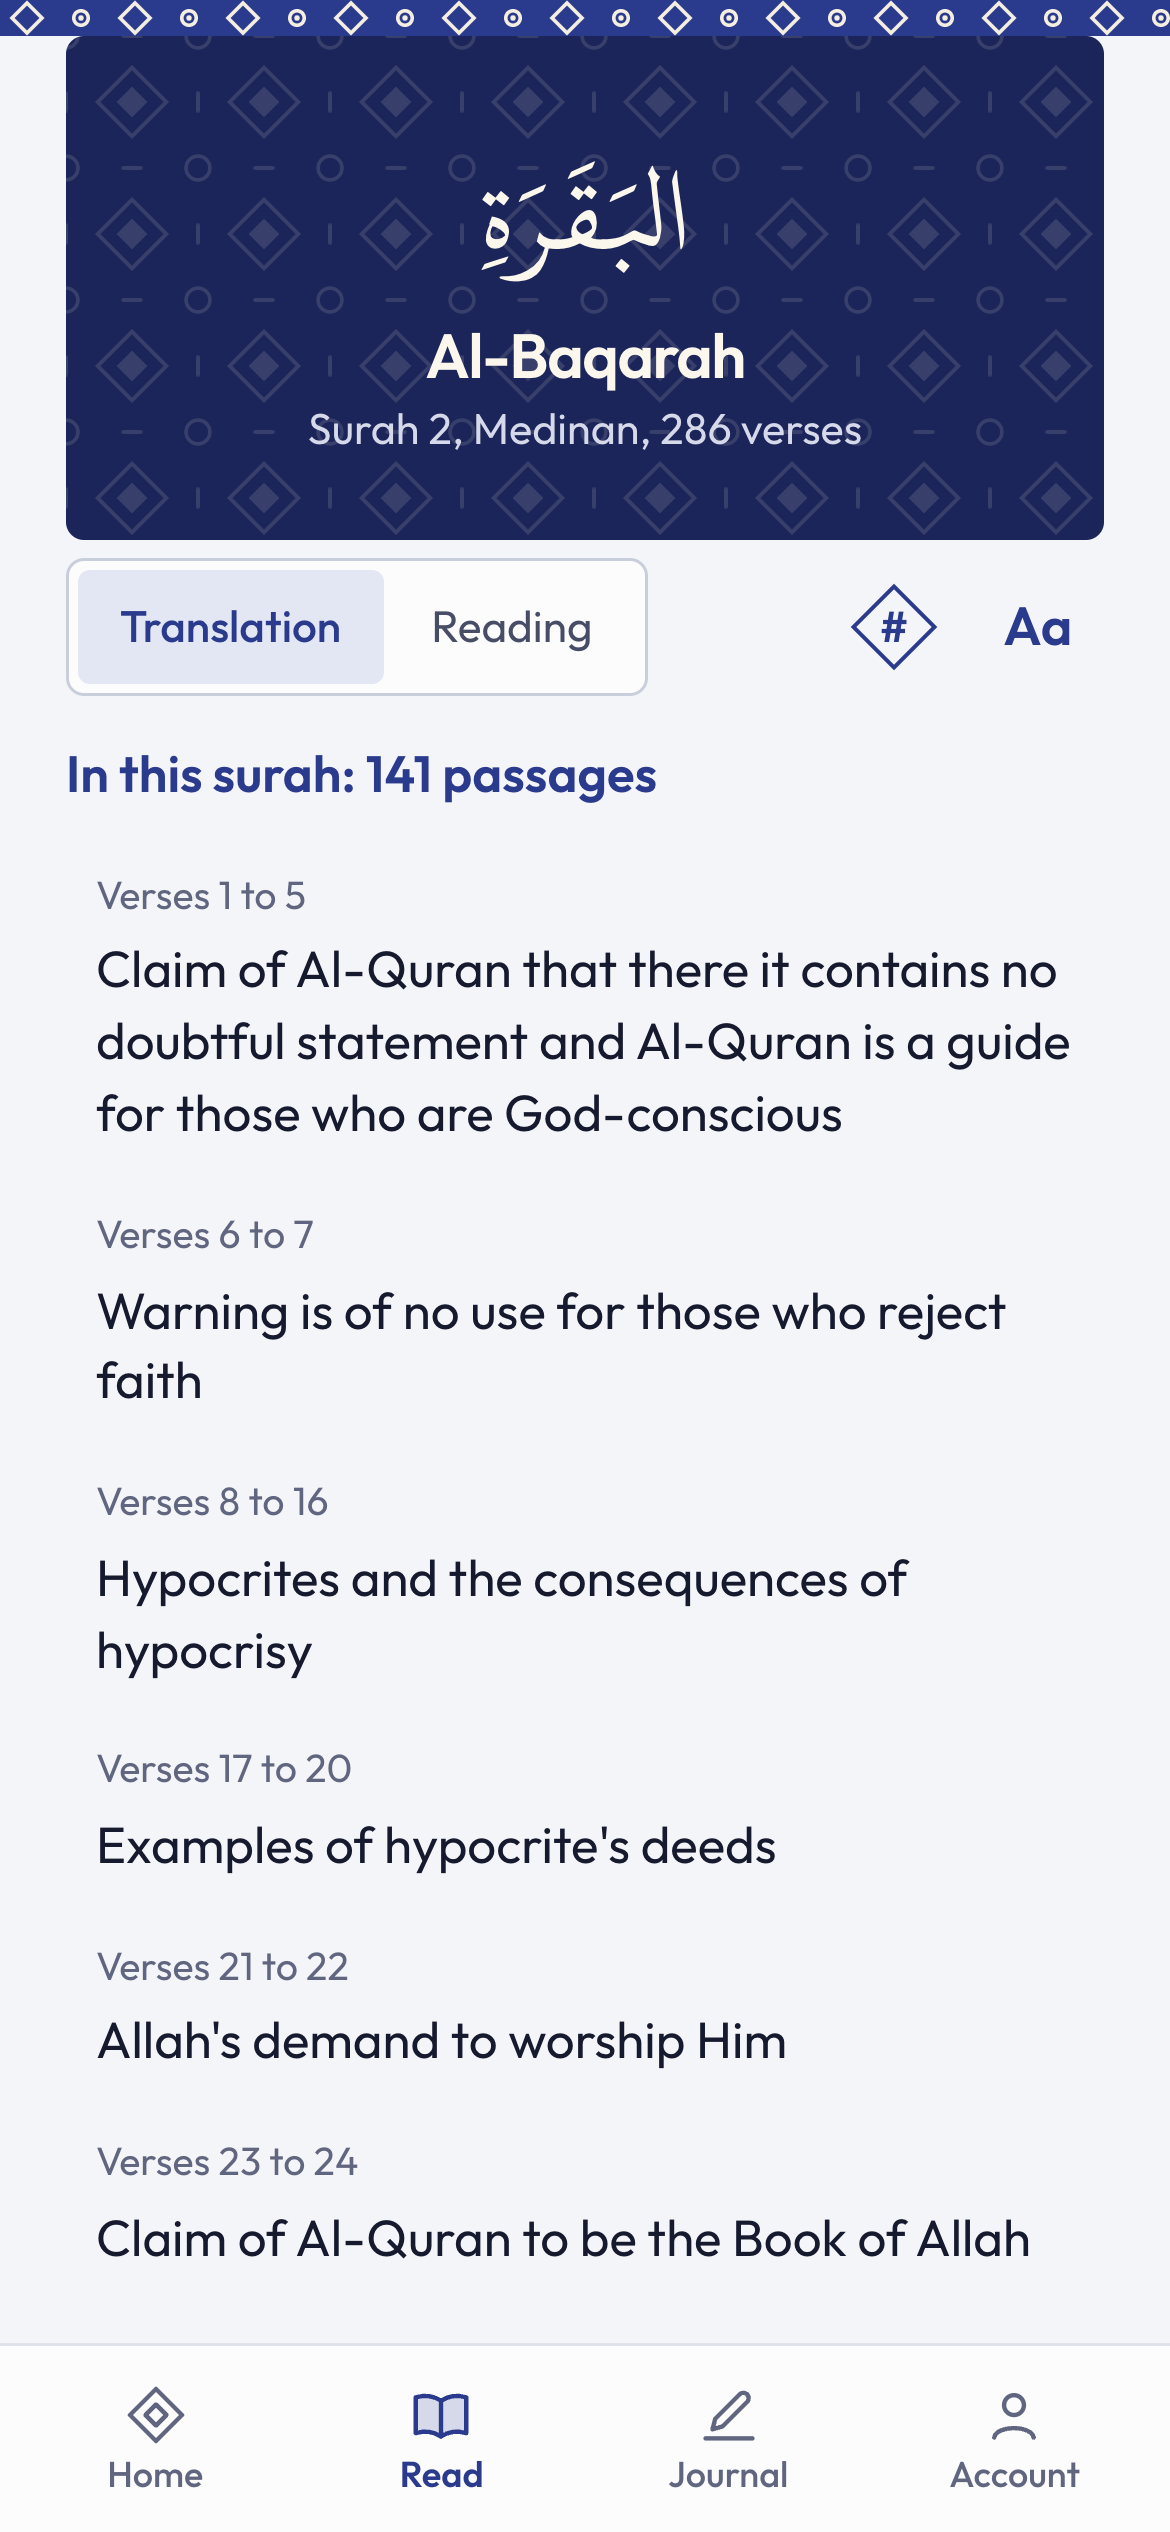 البَقَرَةِ
Al-Baqarah
Surah 2, Medinan, 286 verses
Translation
Reading
#
Aa
In this surah: 141 passages
Verses 1 to 5
Claim of Al-Quran that there it contains no
doubtful statement and Al-Quran is a guide
for those who are God-conscious
Verses 6 to 7
Warning is of no use for those who reject
faith
Verses 8 to 16
Hypocrites and the consequences of
hypocrisy
Verses 17 to 20
Examples of hypocrite's deeds
Verses 21 to 22
Allah's demand to worship Him
Verses 23 to 24
Claim of Al-Quran to be the Book of Allah
Home
Read
Journal
Account